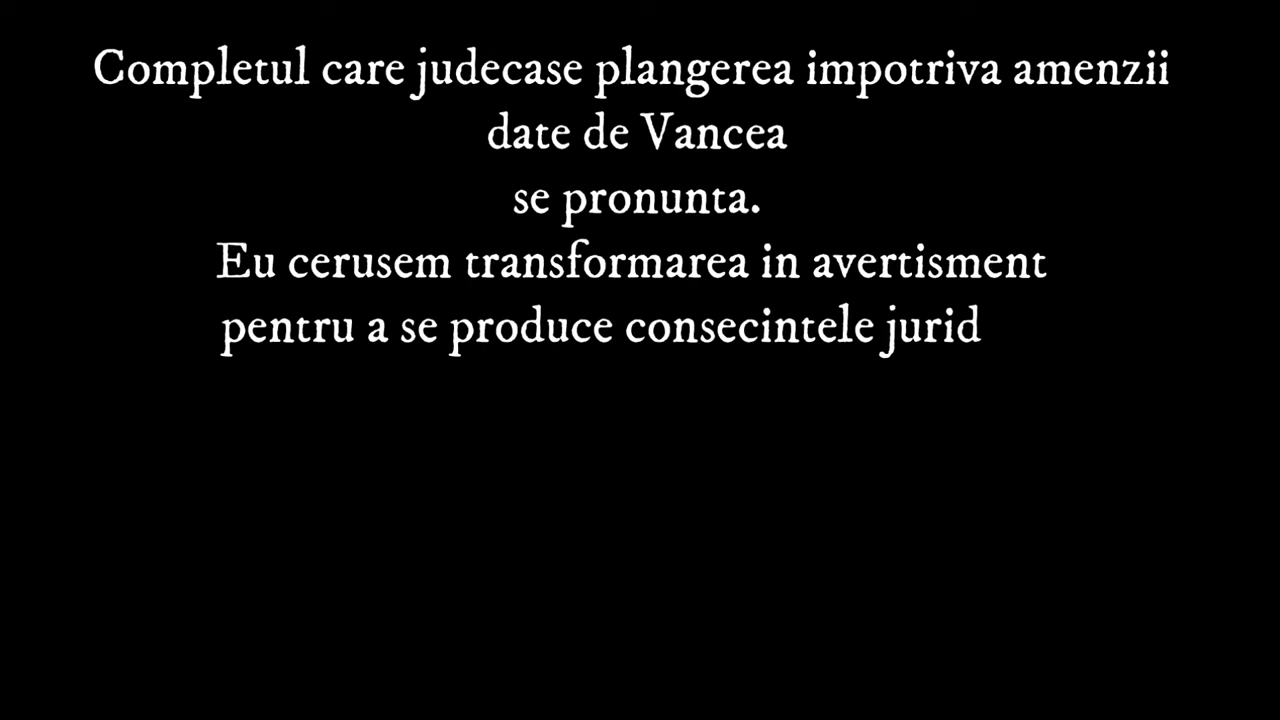 Completul care judecase plangerea impotriva amenzii
date de Vancea
se pronunta.
Eu cerusem transformarea in avertisment
pentru a se produce consecintele jurid